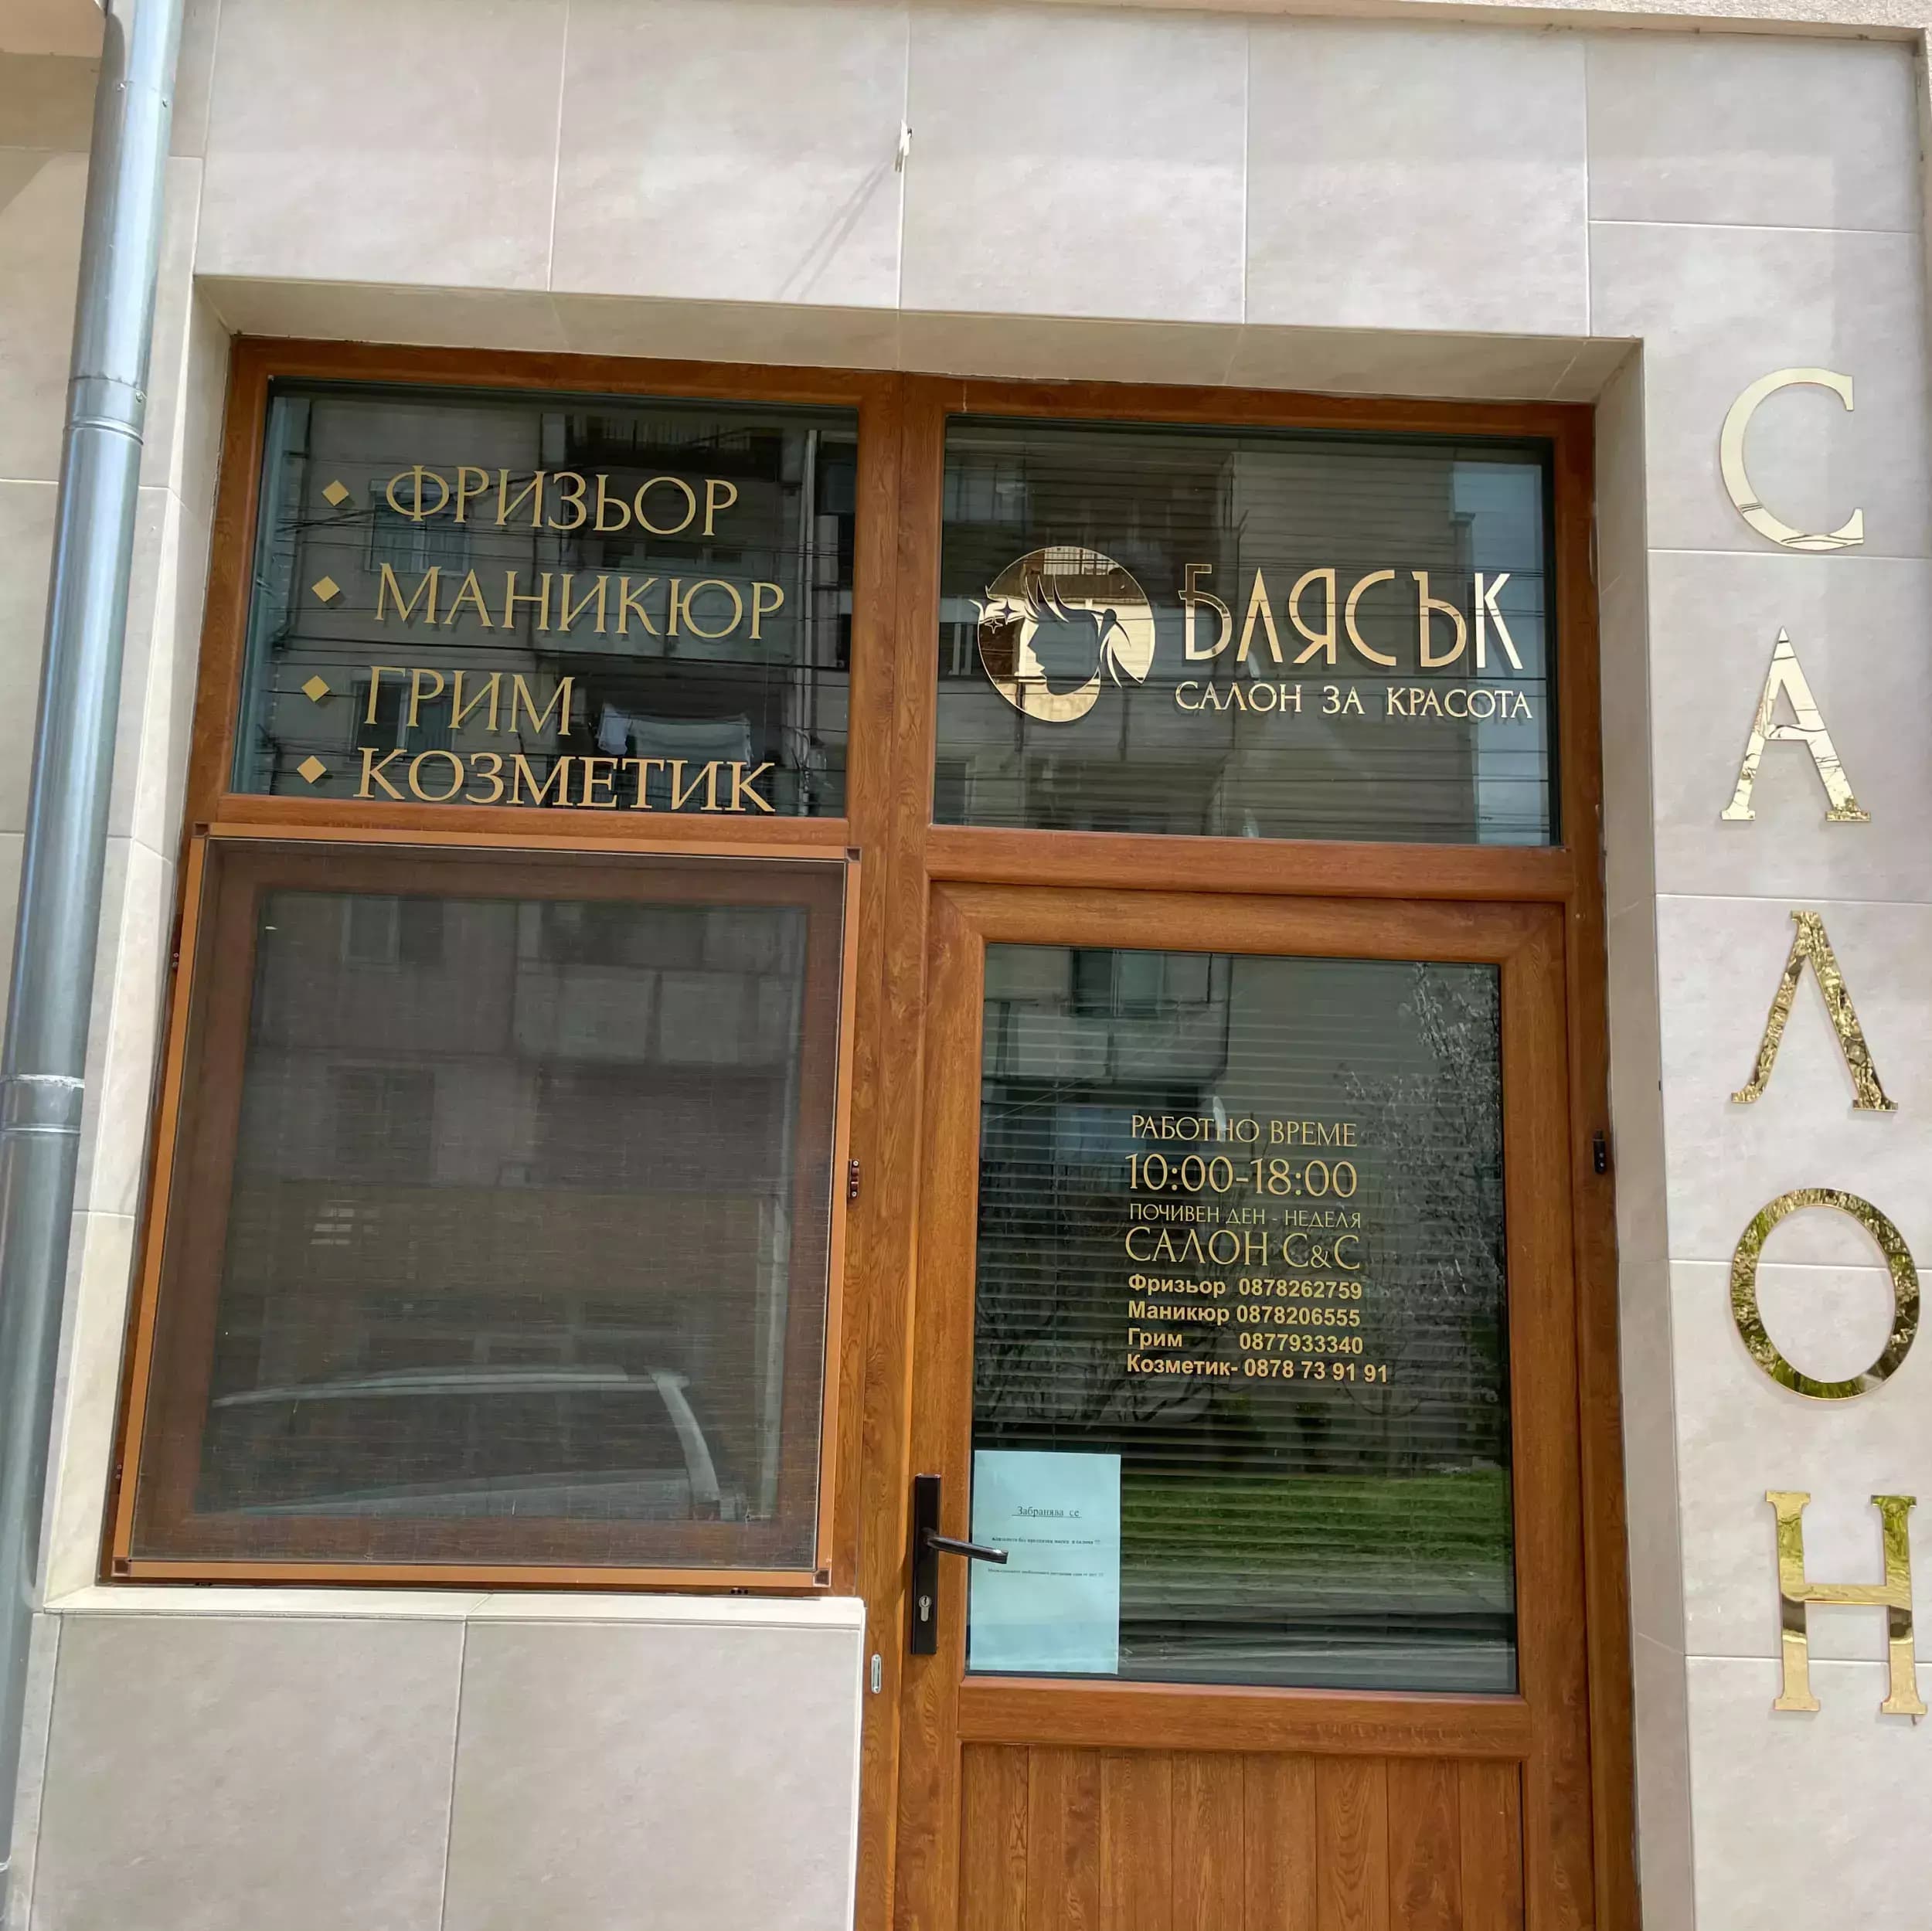 ФРИЗЬОР
МАНИКЮР
ГРИМ
КОЗМЕТИК
БЛЯСЪК
САЛОН ЗА КРАСОТА
САЛОН
РАБОТНО ВРЕМЕ
10:00-18:00
ПОЧИВЕН ДЕН - НЕДЕЛЯ
САЛОН C&C
Фризьор 0878262759
Маникюр 0878206555
Грим 0877933340
Козметик- 0878 73 91 91
Забранява се